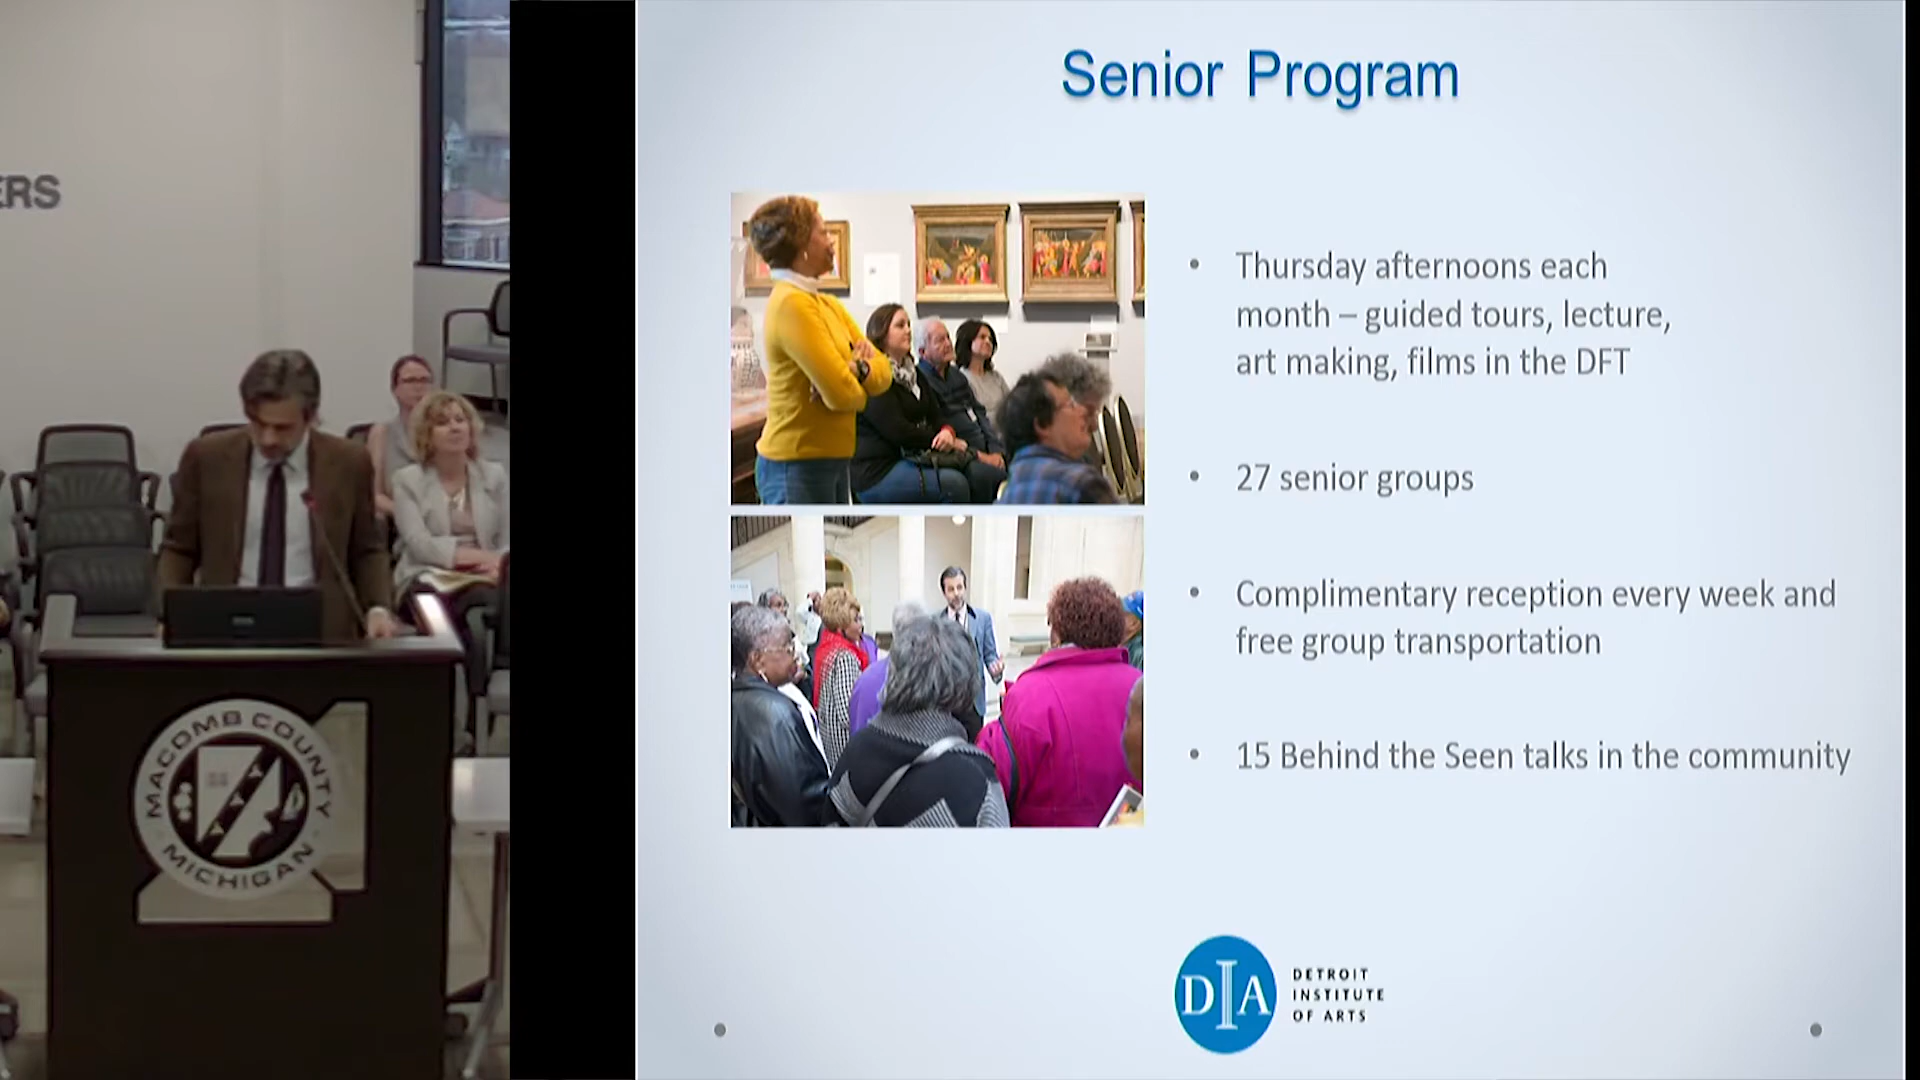 ERS
MACOMB COUNTY
MICHIGAN
Senior Program
• Thursday afternoons each
month – guided tours, lecture,
art making, films in the DFT
• 27 senior groups
• Complimentary reception every week and
free group transportation
• 15 Behind the Seen talks in the community
DIA
DETROIT
INSTITUTE
OF ARTS